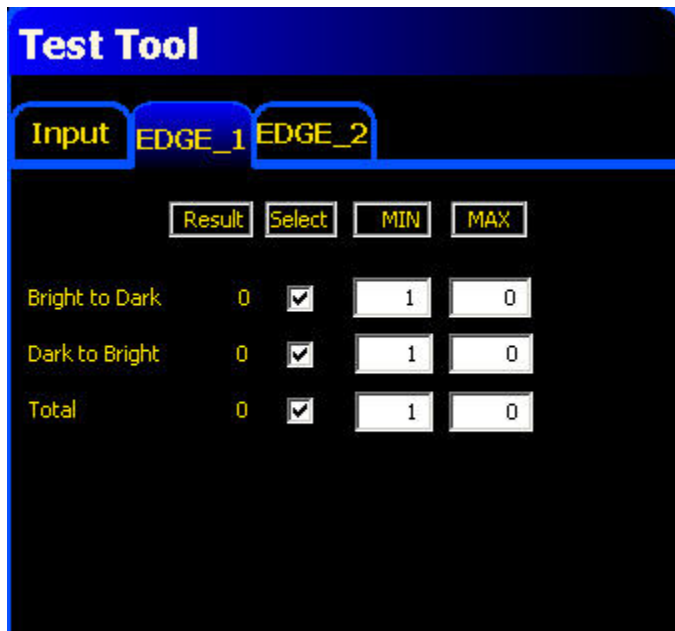 Test Tool
Input EDGE_1 EDGE_2
Result Select MIN MAX
Bright to Dark 0 1 0
Dark to Bright 0 1 0
Total 0 1 0